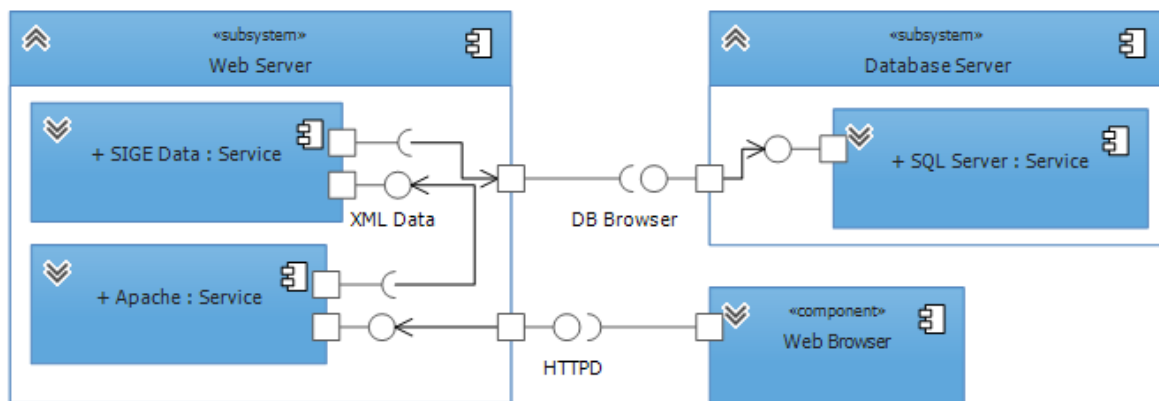 «subsystem»
Web Server
+ SIGE Data : Service
XML Data
+ Apache : Service
DB Browser
HTTPD
«subsystem»
Database Server
+ SQL Server : Service
«component»
Web Browser